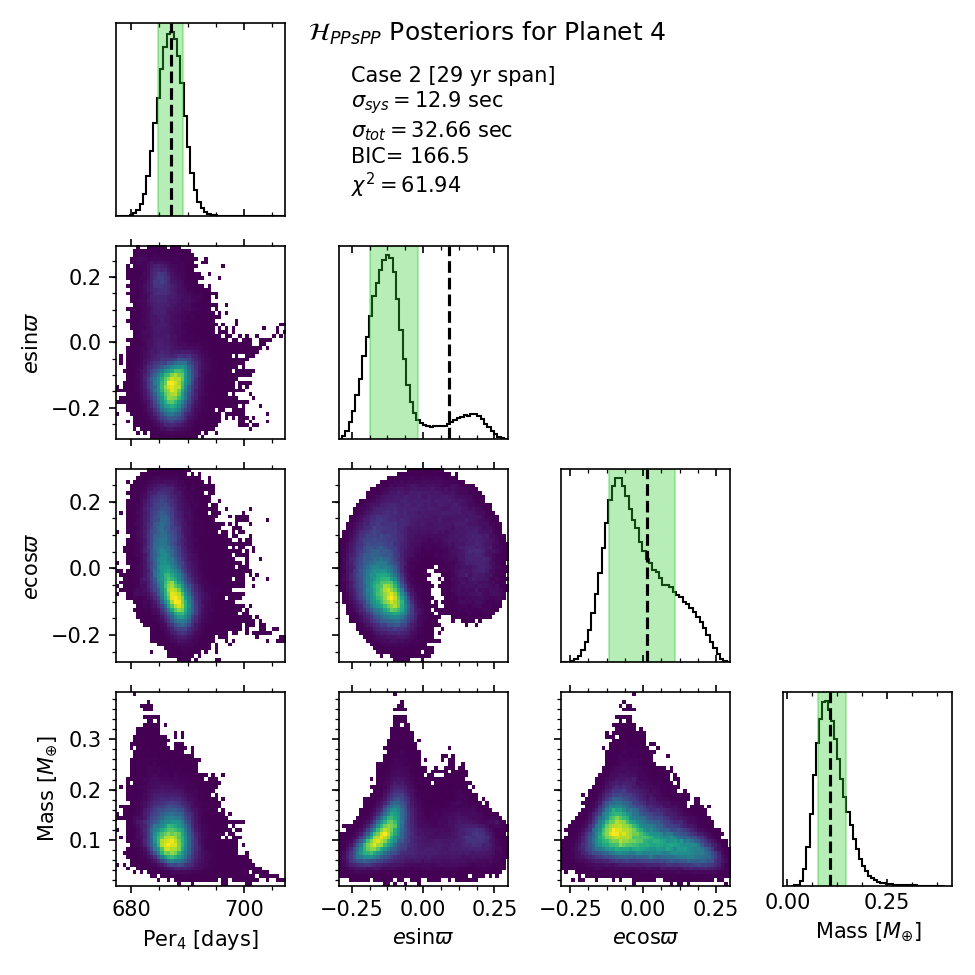 𝓗_PPsPP Posteriors for Planet 4
Case 2 [29 yr span]
σ_sys = 12.9 sec
σ_tot = 32.66 sec
BIC= 166.5
χ² = 61.94
0.2
0.0
−0.2
esinϖ
0.2
0.0
−0.2
ecosϖ
0.3
0.2
0.1
Mass [M⊕]
680 700
Per₄ [days]
−0.25 0.00 0.25
esinϖ
−0.25 0.00 0.25
ecosϖ
0.00 0.25
Mass [M⊕]